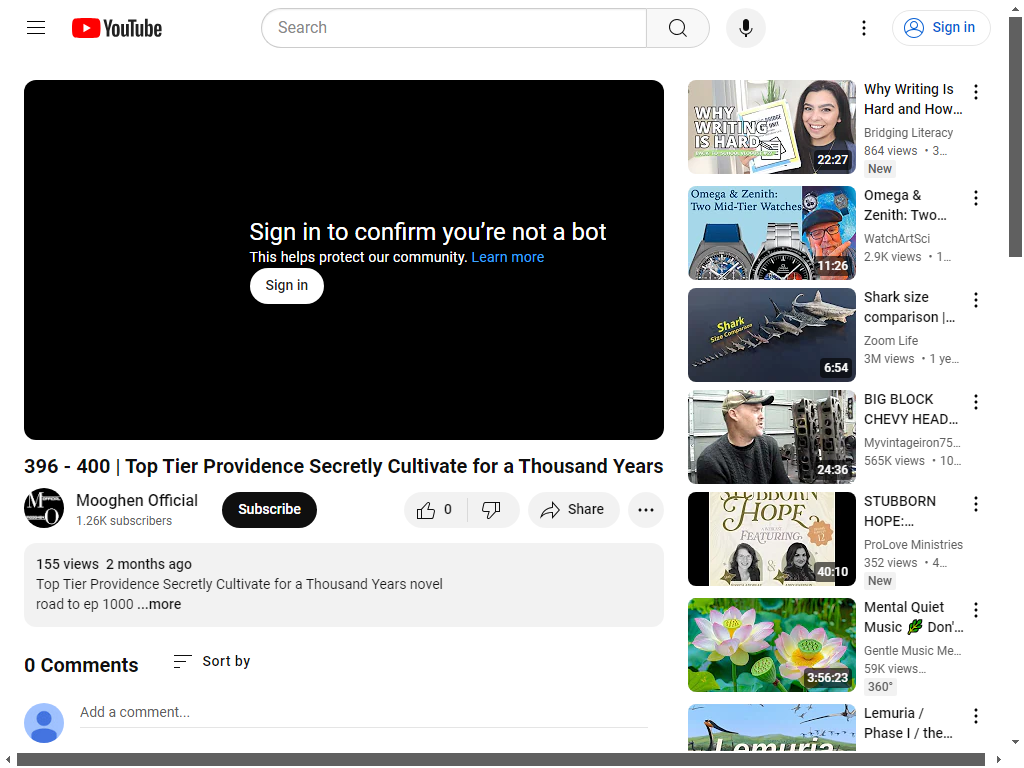 YouTube
Search
Sign in
Sign in to confirm you’re not a bot
This helps protect our community. Learn more
Sign in
396 - 400 | Top Tier Providence Secretly Cultivate for a Thousand Years
Mooghen Official
1.26K subscribers
Subscribe
0
Share
155 views 2 months ago
Top Tier Providence Secretly Cultivate for a Thousand Years novel
road to ep 1000 ...more
0 Comments
Sort by
Add a comment...
WHY
WRITING
IS HARD
22:27
Why Writing Is
Hard and How...
Bridging Literacy
864 views • 3...
New
Omega &
Zenith:
Two Mid-Tier Watches
11:26
Omega &
Zenith: Two...
WatchArtSci
2.9K views • 1...
Shark
Size Comparison
6:54
Shark size
comparison |...
Zoom Life
3M views • 1 ye...
24:36
BIG BLOCK
CHEVY HEAD...
Myvintageiron75...
565K views • 10...
STUBBORN
HOPE
FEATURING
&
40:10
STUBBORN
HOPE:...
ProLove Ministries
352 views • 4...
New
3:56:23
Mental Quiet
Music 🌿 Don'...
Gentle Music Me...
59K views...
360°
Lemuria
Lemuria /
Phase I / the...